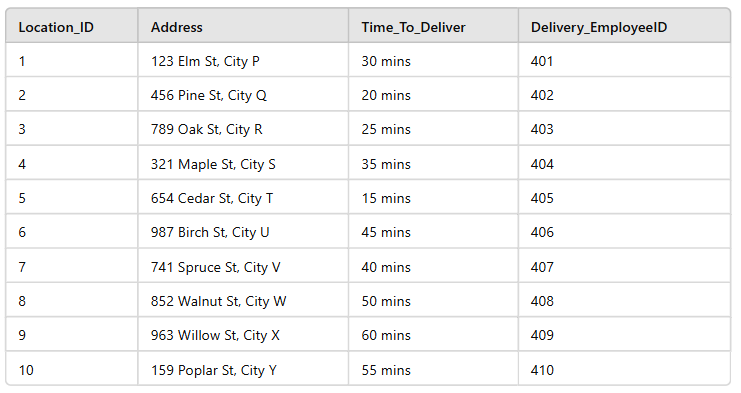 Location_ID Address Time_To_Deliver Delivery_EmployeeID
1 123 Elm St, City P 30 mins 401
2 456 Pine St, City Q 20 mins 402
3 789 Oak St, City R 25 mins 403
4 321 Maple St, City S 35 mins 404
5 654 Cedar St, City T 15 mins 405
6 987 Birch St, City U 45 mins 406
7 741 Spruce St, City V 40 mins 407
8 852 Walnut St, City W 50 mins 408
9 963 Willow St, City X 60 mins 409
10 159 Poplar St, City Y 55 mins 410